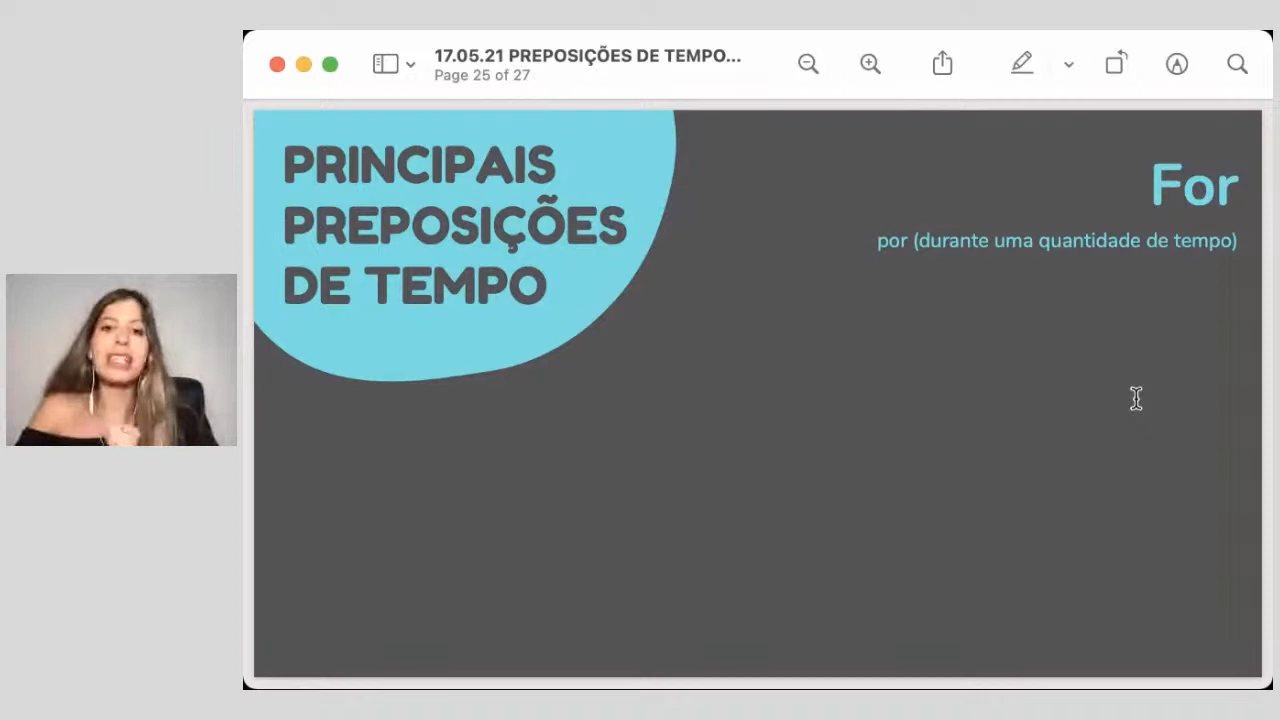 17.05.21 PREPOSIÇÕES DE TEMPO...
Page 25 of 27
PRINCIPAIS
PREPOSIÇÕES
DE TEMPO
For
por (durante uma quantidade de tempo)